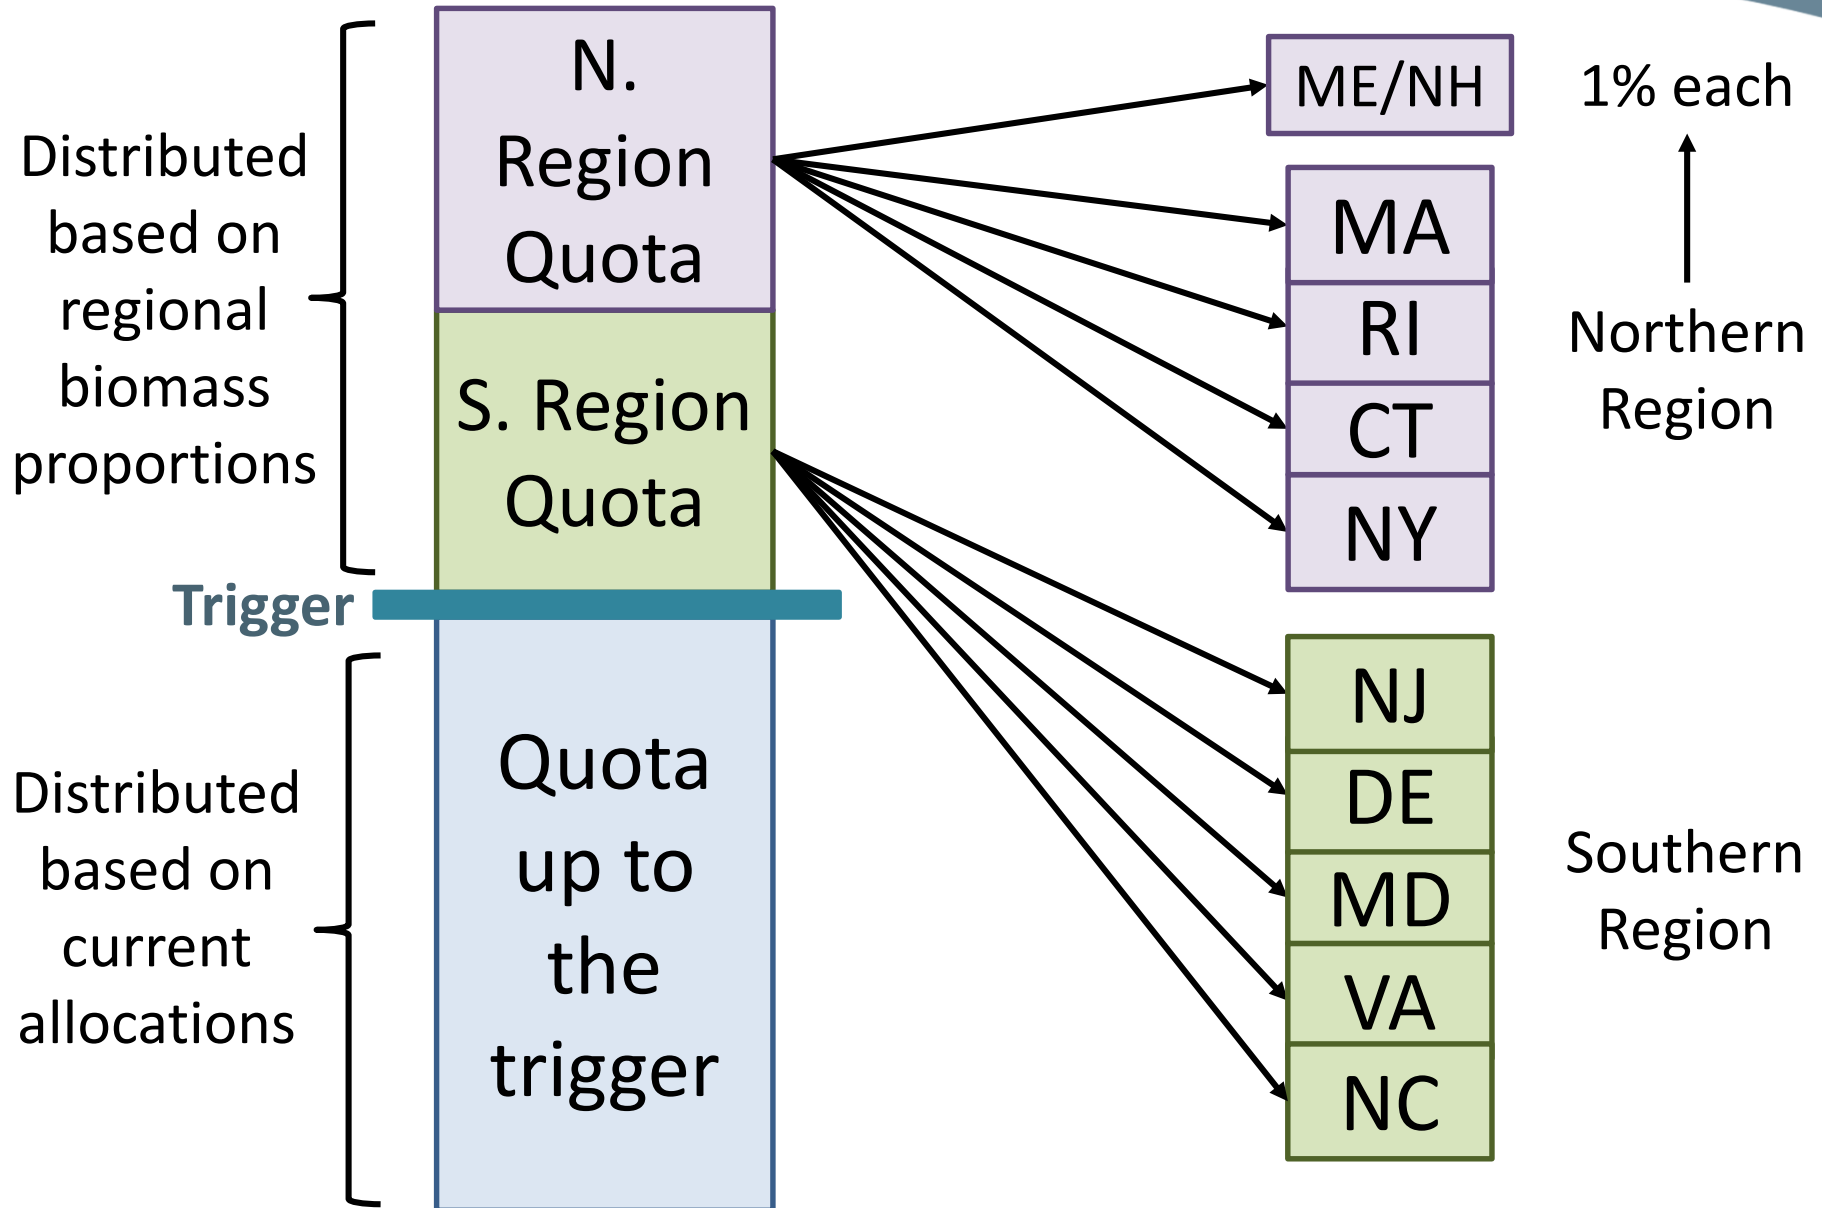 Distributed
based on
regional
biomass
proportions
N.
Region
Quota
S. Region
Quota
Trigger
Distributed
based on
current
allocations
Quota
up to
the
trigger
ME/NH
1% each
MA
RI
CT
NY
Northern
Region
NJ
DE
MD
VA
NC
Southern
Region